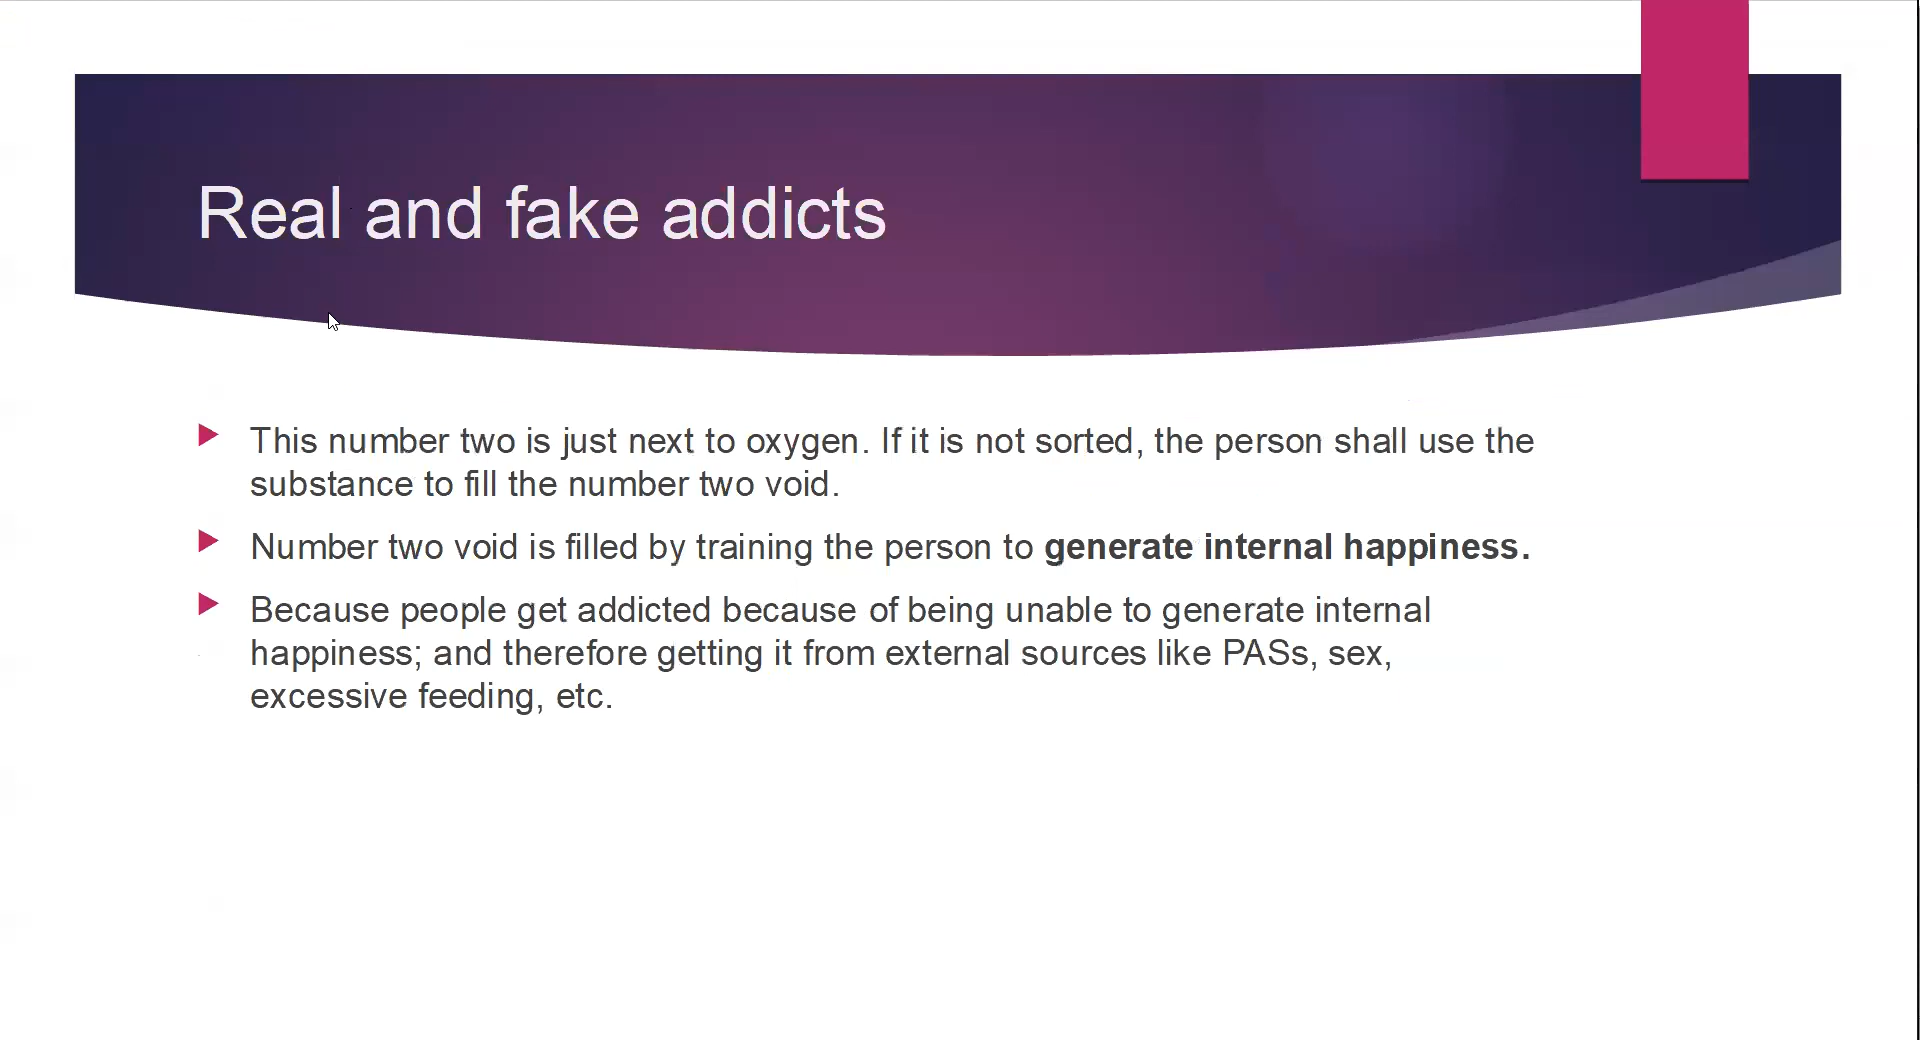 Real and fake addicts
This number two is just next to oxygen. If it is not sorted, the person shall use the
substance to fill the number two void.
Number two void is filled by training the person to generate internal happiness.
Because people get addicted because of being unable to generate internal
happiness; and therefore getting it from external sources like PASs, sex,
excessive feeding, etc.